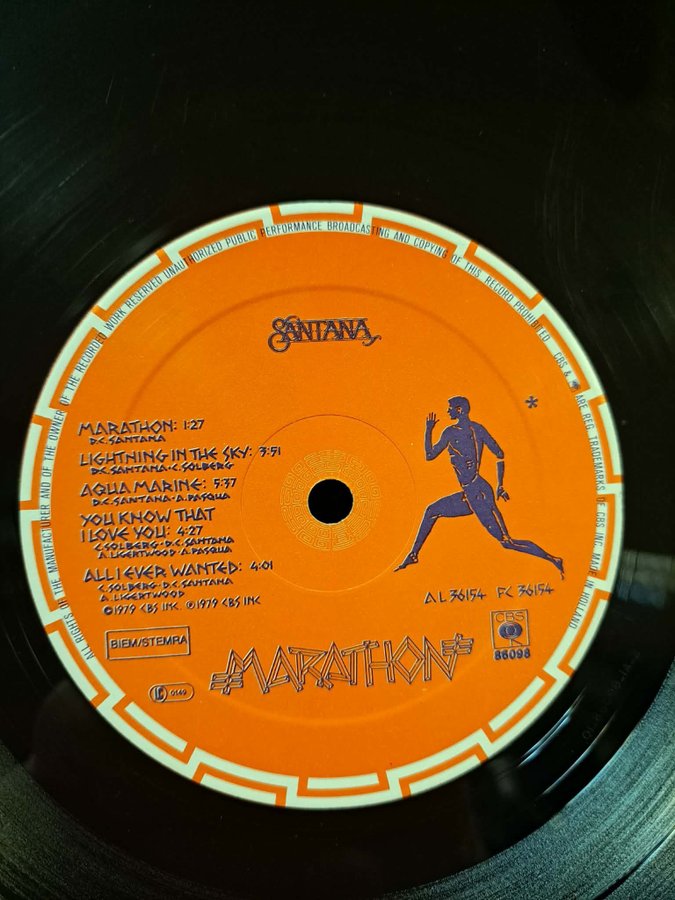 ALL RIGHTS OF THE MANUFACTURER AND OF THE OWNER OF THE RECORDED WORK RESERVED UNAUTHORIZED PUBLIC PERFORMANCE BROADCASTING AND COPYING OF THIS RECORD PROHIBITED CBS & ARE REG. TRADEMARKS OF CBS INC. MADE IN HOLLAND
SANTANA
*
MARATHON: 1:27
D.C. SANTANA
LIGHTNING IN THE SKY: 3:51
D.C. SANTANA·C. SOLBERG
AQUA MARINE: 5:37
D.C. SANTANA·A. PASQUA
YOU KNOW THAT
I LOVE YOU: 4:27
C. SOLBERG·D.C. SANTANA
A. LIGERTWOOD·A. PASQUA
ALL I EVER WANTED: 4:01
C. SOLBERG·D.C. SANTANA
A. LIGERTWOOD
©1979 CBS INC. ℗1979 CBS INC
AL 36154 FC 36154
BIEM/STEMRA
CBS
86098
MARATHON
LC 0149